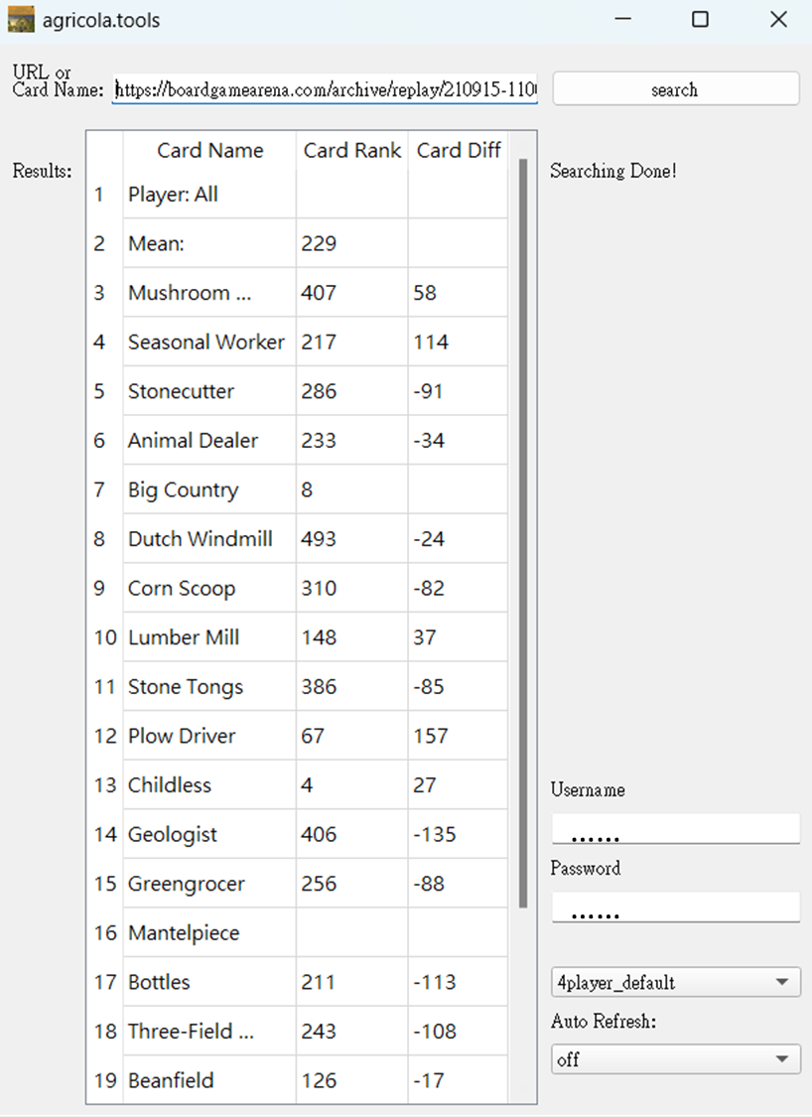 agricola.tools
URL or
Card Name:
https://boardgamearena.com/archive/replay/210915-110
search
Results:
Searching Done!
Card Name Card Rank Card Diff
1 Player: All
2 Mean: 229
3 Mushroom ... 407 58
4 Seasonal Worker 217 114
5 Stonecutter 286 -91
6 Animal Dealer 233 -34
7 Big Country 8
8 Dutch Windmill 493 -24
9 Corn Scoop 310 -82
10 Lumber Mill 148 37
11 Stone Tongs 386 -85
12 Plow Driver 67 157
13 Childless 4 27
14 Geologist 406 -135
15 Greengrocer 256 -88
16 Mantelpiece
17 Bottles 211 -113
18 Three-Field ... 243 -108
19 Beanfield 126 -17
Username
••••••
Password
••••••
4player_default
Auto Refresh:
off